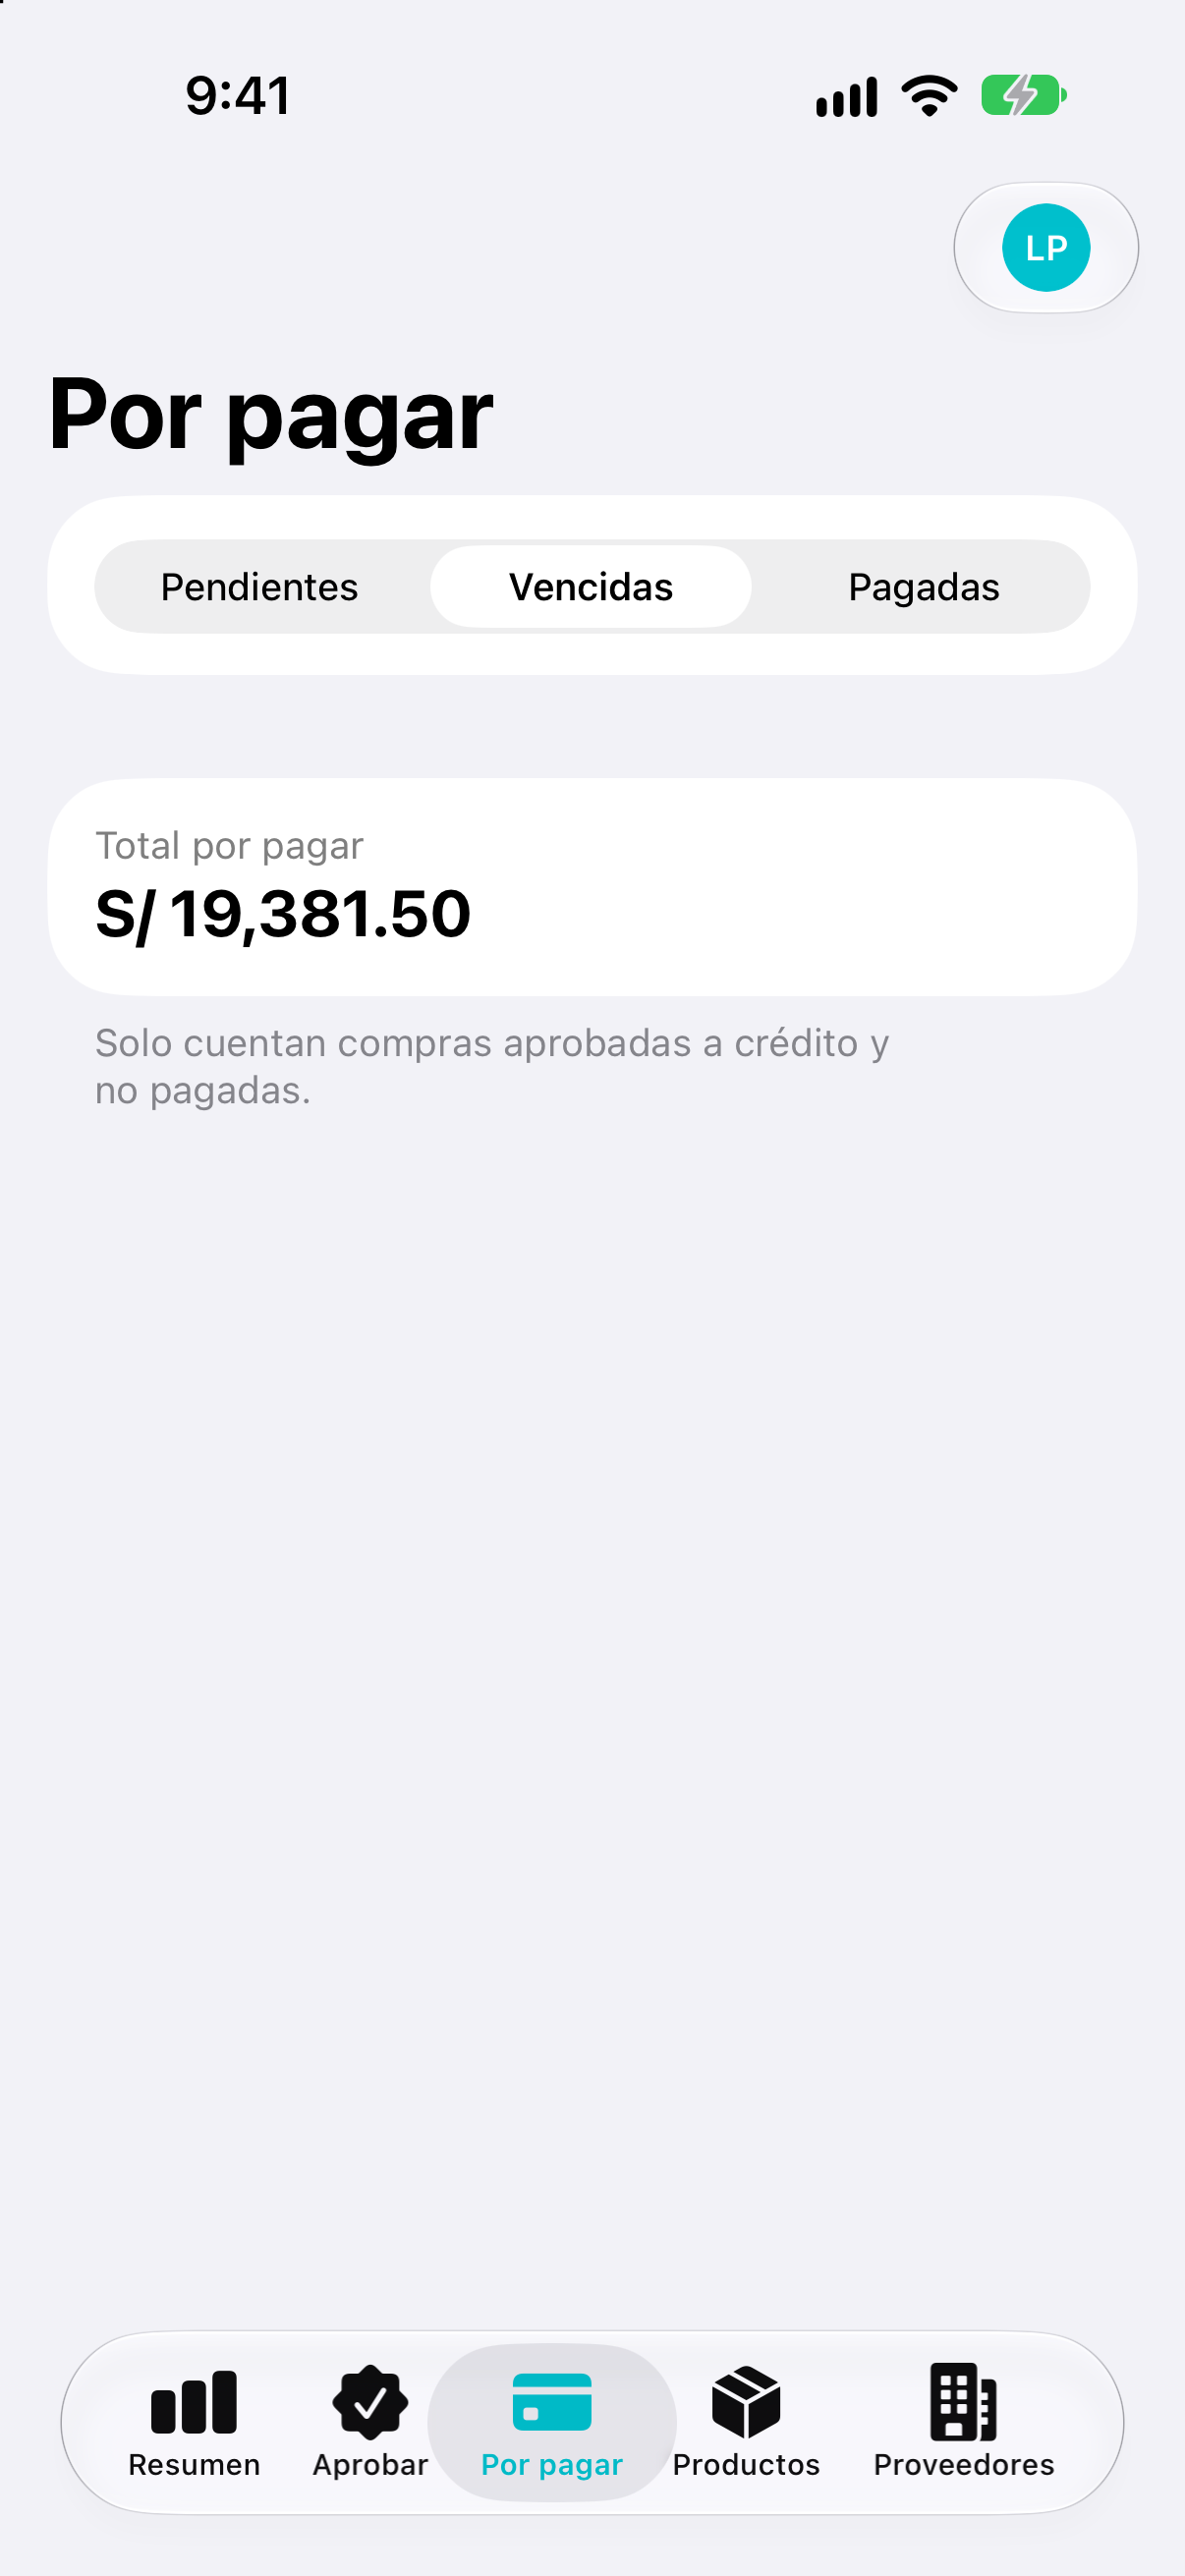 9:41
LP
Por pagar
Pendientes
Vencidas
Pagadas
Total por pagar
S/ 19,381.50
Solo cuentan compras aprobadas a crédito y
no pagadas.
Resumen
Aprobar
Por pagar
Productos
Proveedores